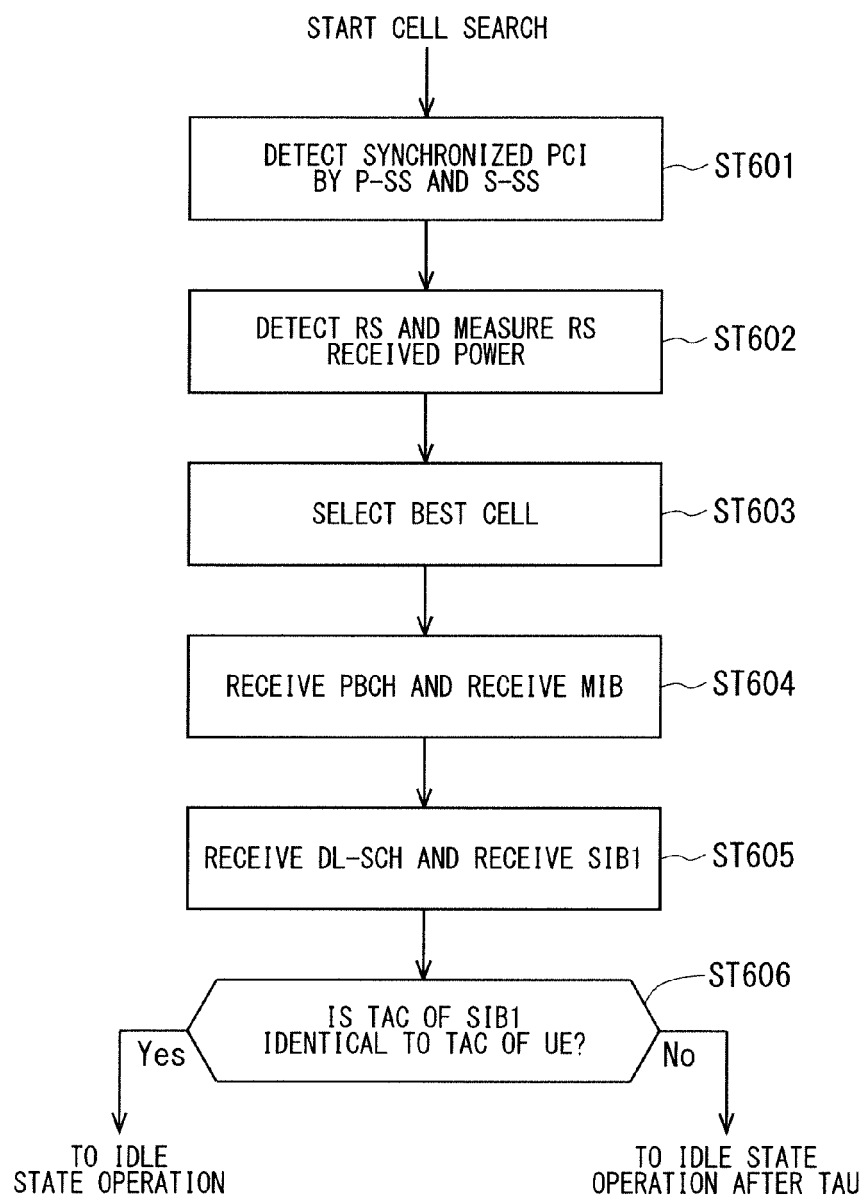 START CELL SEARCH
DETECT SYNCHRONIZED PCI
BY P-SS AND S-SS
ST601
DETECT RS AND MEASURE RS
RECEIVED POWER
ST602
SELECT BEST CELL
ST603
RECEIVE PBCH AND RECEIVE MIB
ST604
RECEIVE DL-SCH AND RECEIVE SIB1
ST605
ST606
IS TAC OF SIB1
IDENTICAL TO TAC OF UE?
Yes
No
TO IDLE
STATE OPERATION
TO IDLE STATE
OPERATION AFTER TAU